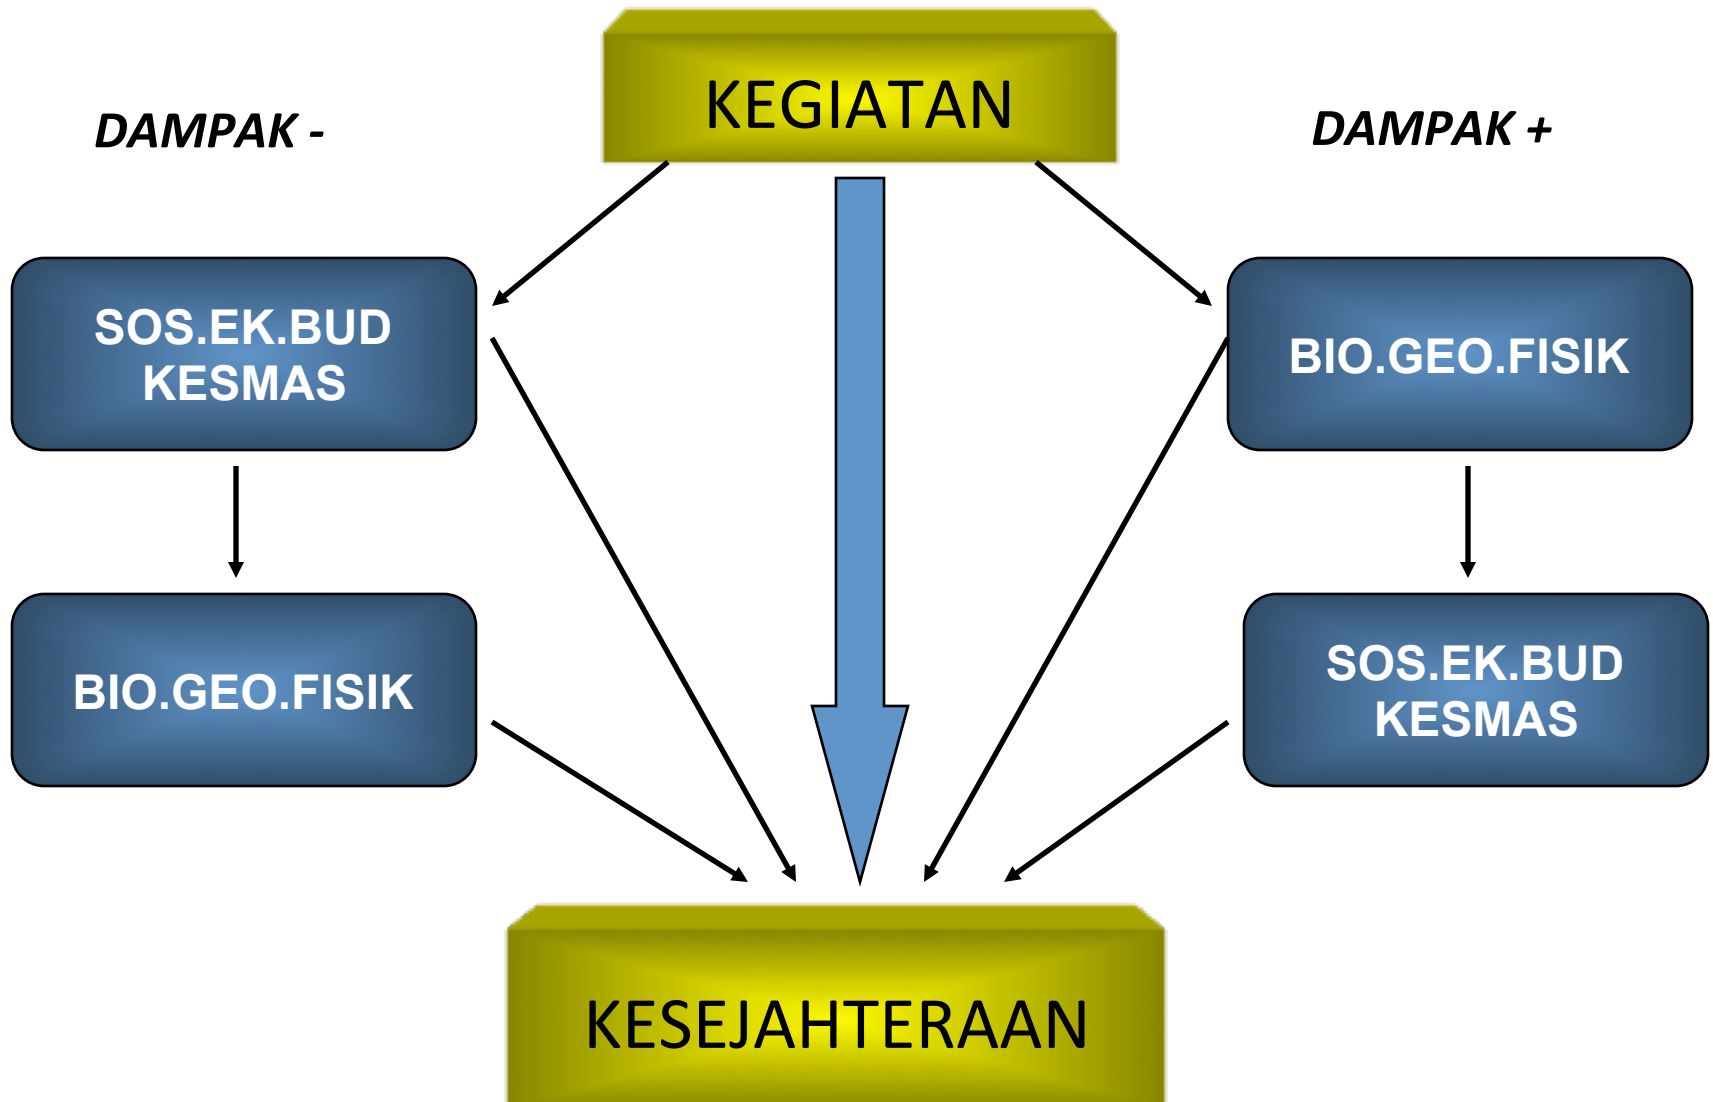 KEGIATAN
DAMPAK -
DAMPAK +
SOS.EK.BUD
KESMAS
BIO.GEO.FISIK
BIO.GEO.FISIK
SOS.EK.BUD
KESMAS
KESEJAHTERAAN